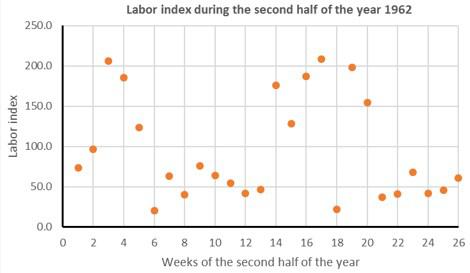 Labor index during the second half of the year 1962
250.0
200.0
150.0
100.0
50.0
0.0
Labor index
0 2 4 6 8 10 12 14 16 18 20 22 24 26
Weeks of the second half of the year